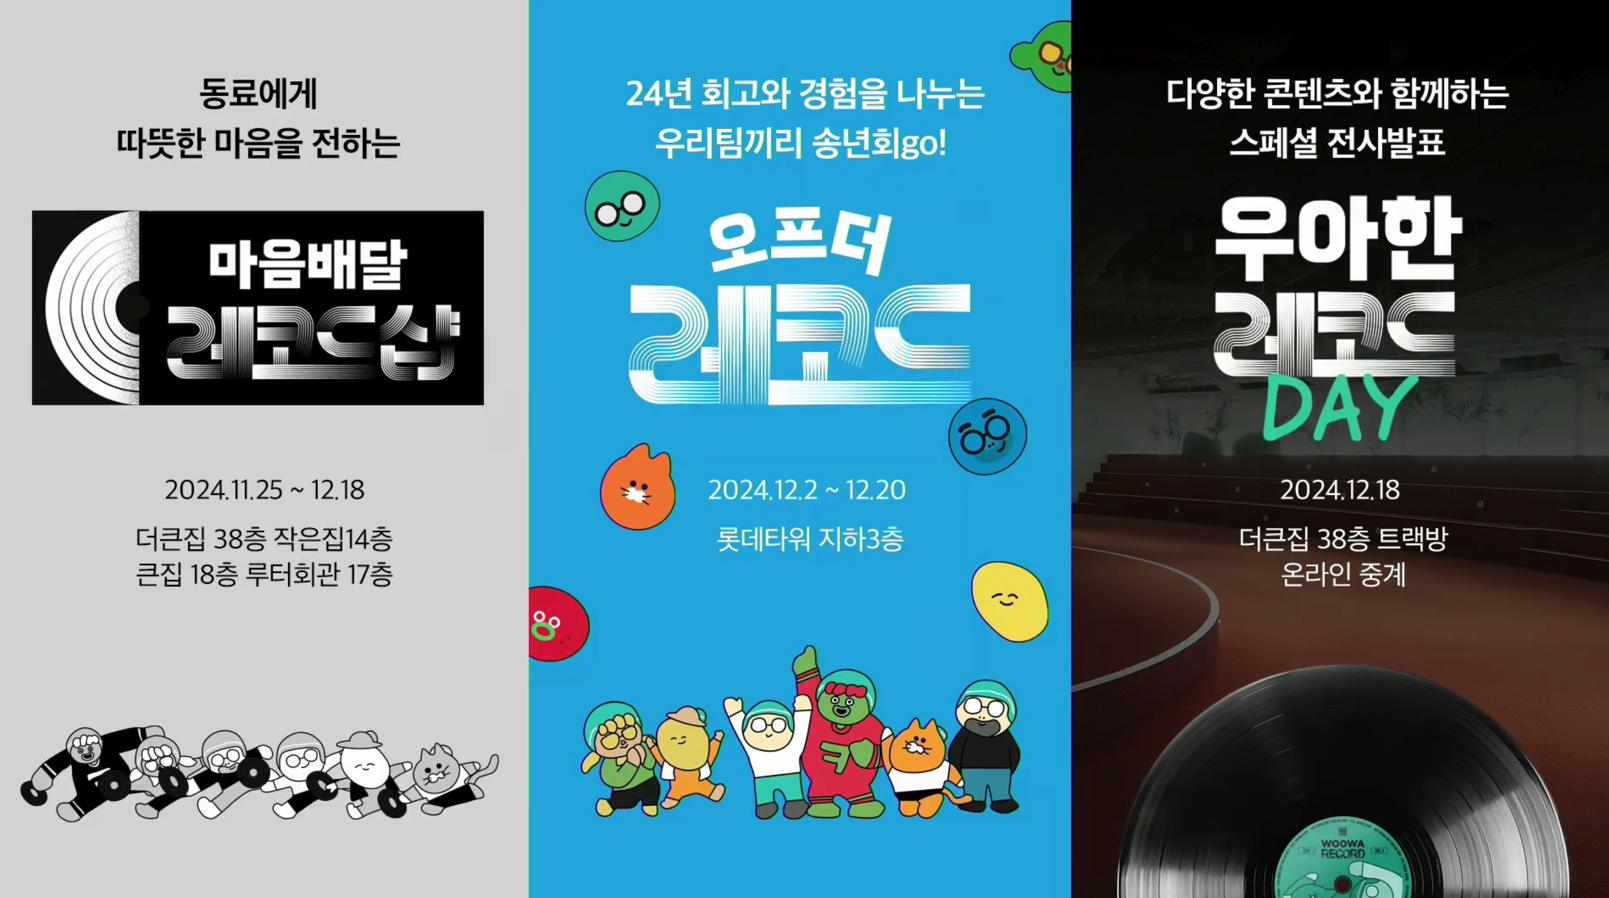 동료에게
따뜻한 마음을 전하는
마음배달
레코드샵
2024.11.25 ~ 12.18
더큰집 38층 작은집14층
큰집 18층 루터회관 17층
24년 회고와 경험을 나누는
우리팀끼리 송년회go!
오프더
레코드
2024.12.2 ~ 12.20
롯데타워 지하3층
ㅋ
다양한 콘텐츠와 함께하는
스페셜 전사발표
우아한
레코드
DAY
2024.12.18
더큰집 38층 트랙방
온라인 중계
WOOWA
RECORD